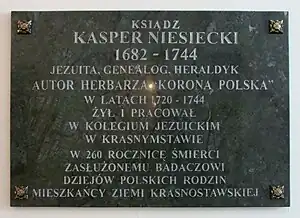 KSIĄDZ
KASPER NIESIECKI
1682 - 1744
JEZUITA, GENEALOG, HERALDYK
AUTOR HERBARZA "KORONA POLSKA"
W LATACH 1720 - 1744
ŻYŁ I PRACOWAŁ
W KOLEGIUM JEZUICKIM
W KRASNYMSTAWIE
W 260 ROCZNICĘ ŚMIERCI
ZASŁUŻONEMU BADACZOWI
DZIEJÓW POLSKICH RODZIN
MIESZKAŃCY ZIEMI KRASNOSTAWSKIEJ